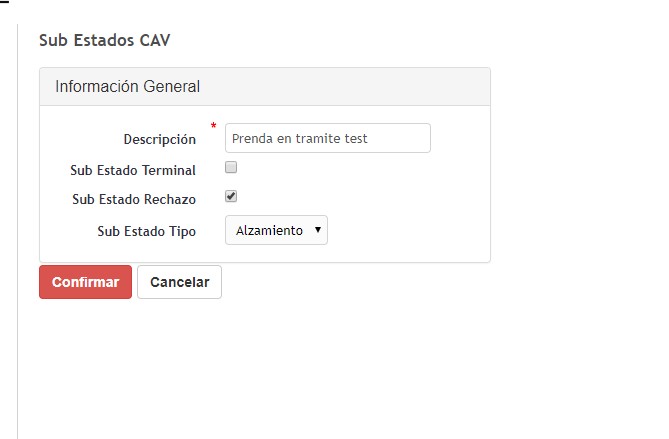 Sub Estados CAV
Información General
Descripción * Prenda en tramite test
Sub Estado Terminal
Sub Estado Rechazo
Sub Estado Tipo Alzamiento
Confirmar Cancelar